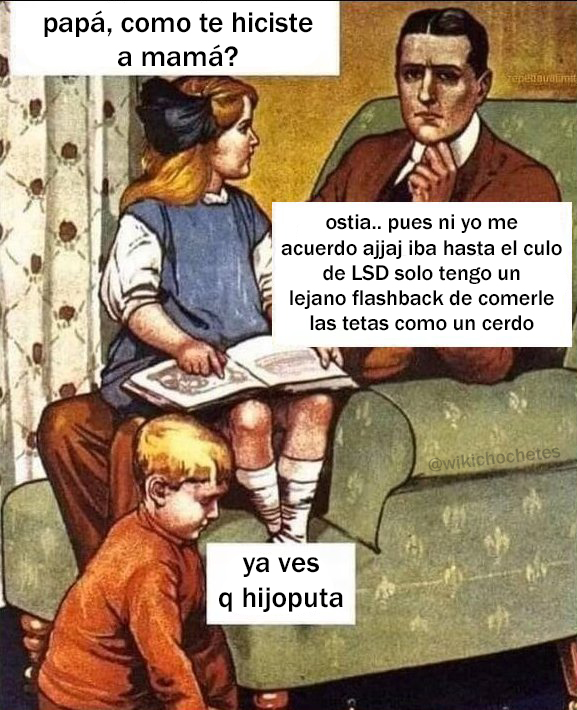 papá, como te hiciste
a mamá?
ostia.. pues ni yo me
acuerdo ajjaj iba hasta el culo
de LSD solo tengo un
lejano flashback de comerle
las tetas como un cerdo
@wikichochetes
ya ves
q hijoputa